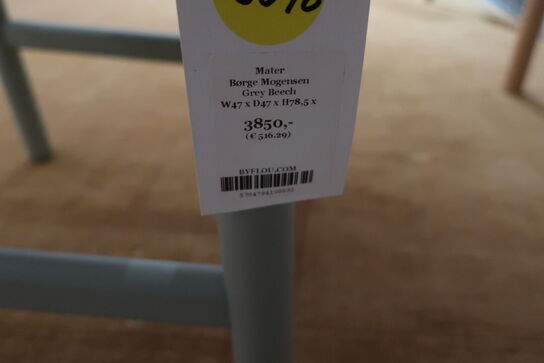 Mater
Børge Mogensen
Grey Beech
W47 x D47 x H78,5 x
3850,-
(€ 516.29)
BYFLOU.COM